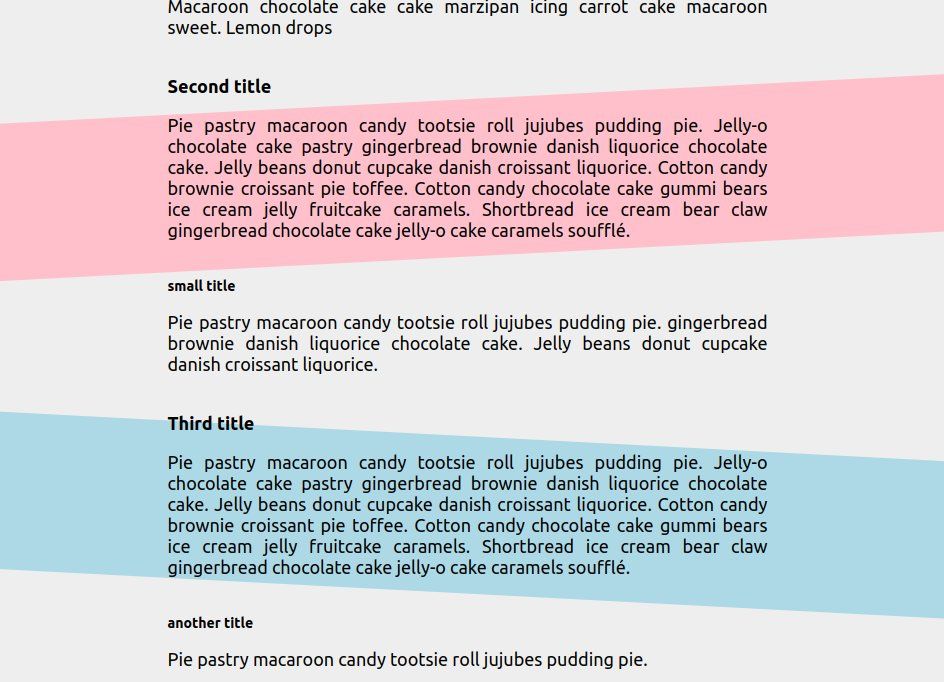 Macaroon chocolate cake cake marzipan icing carrot cake macaroon
sweet. Lemon drops
Second title
Pie pastry macaroon candy tootsie roll jujubes pudding pie. Jelly-o
chocolate cake pastry gingerbread brownie danish liquorice chocolate
cake. Jelly beans donut cupcake danish croissant liquorice. Cotton candy
brownie croissant pie toffee. Cotton candy chocolate cake gummi bears
ice cream jelly fruitcake caramels. Shortbread ice cream bear claw
gingerbread chocolate cake jelly-o cake caramels soufflé.
small title
Pie pastry macaroon candy tootsie roll jujubes pudding pie. gingerbread
brownie danish liquorice chocolate cake. Jelly beans donut cupcake
danish croissant liquorice.
Third title
Pie pastry macaroon candy tootsie roll jujubes pudding pie. Jelly-o
chocolate cake pastry gingerbread brownie danish liquorice chocolate
cake. Jelly beans donut cupcake danish croissant liquorice. Cotton candy
brownie croissant pie toffee. Cotton candy chocolate cake gummi bears
ice cream jelly fruitcake caramels. Shortbread ice cream bear claw
gingerbread chocolate cake jelly-o cake caramels soufflé.
another title
Pie pastry macaroon candy tootsie roll jujubes pudding pie.